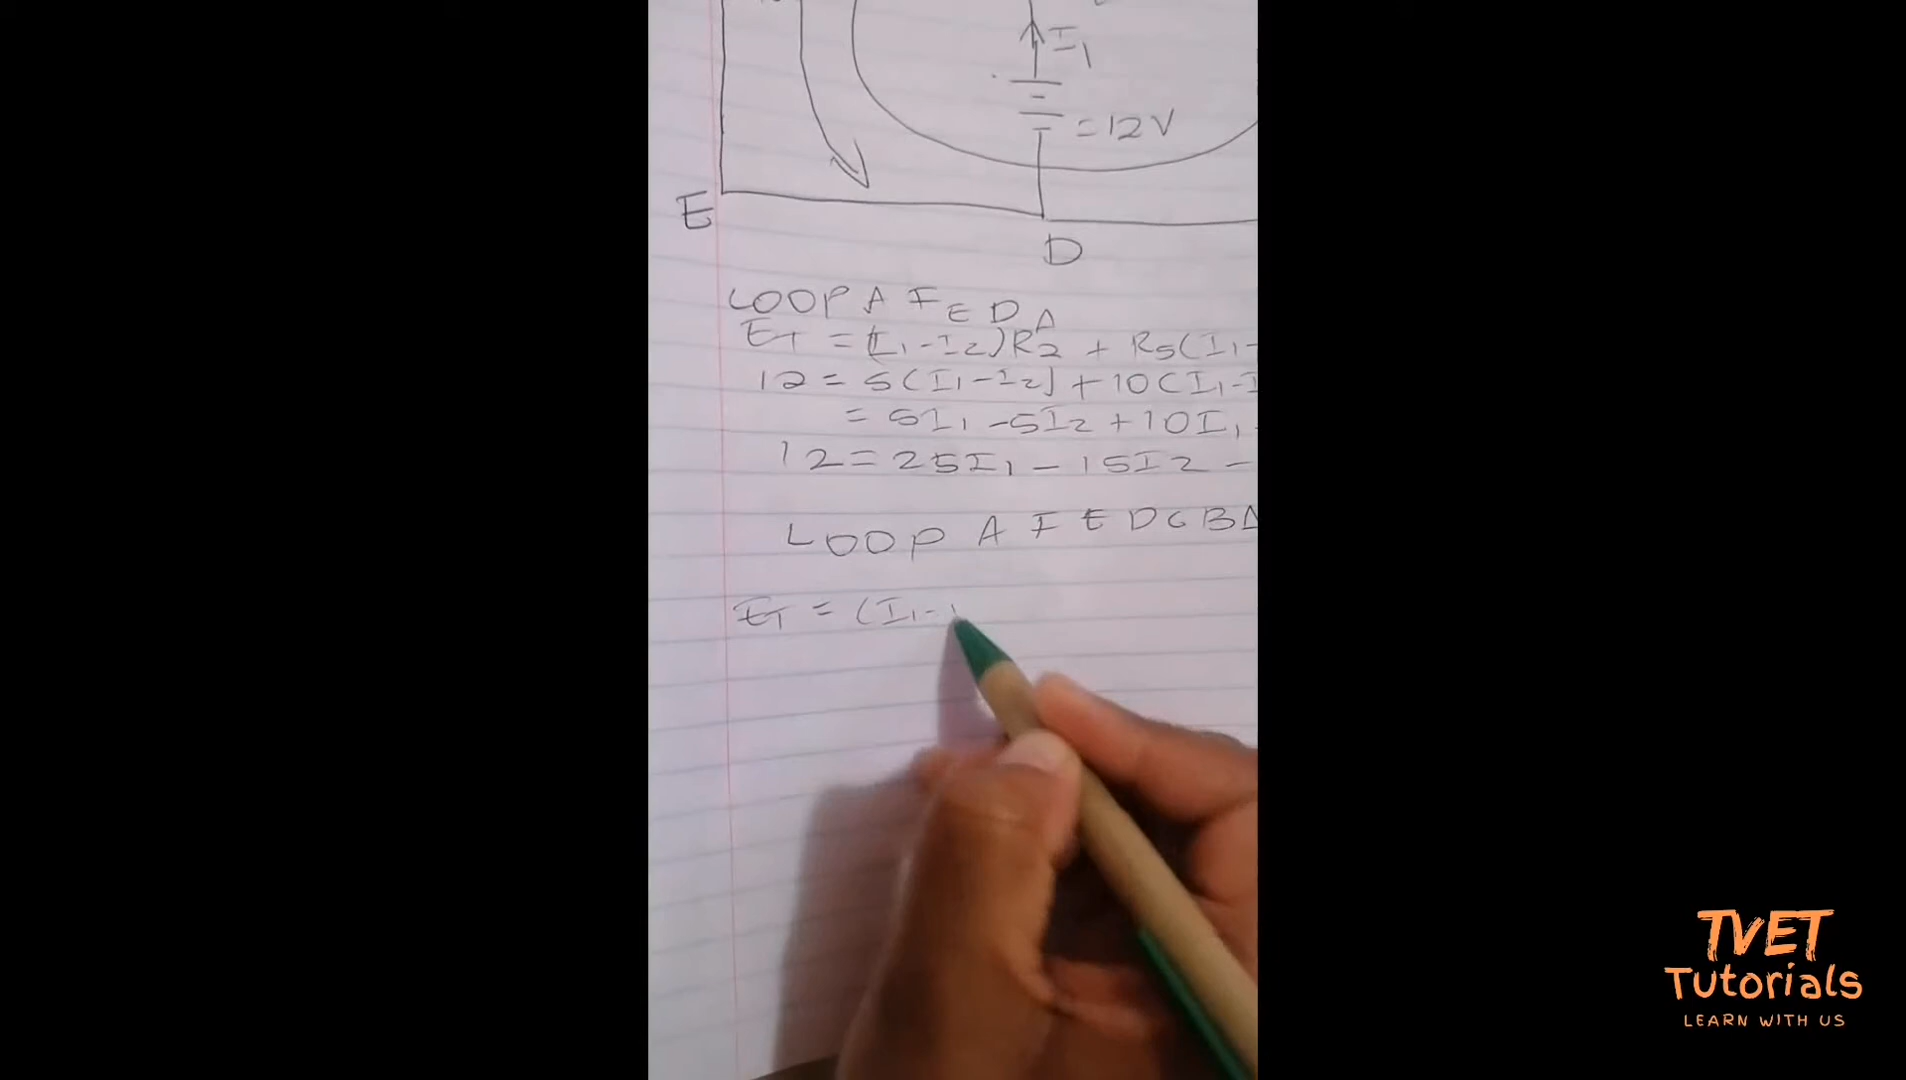 I₁
=12V
E
D
LOOP A F E D A
ET = (I₁-I₂)R₂ + R5(I₁-
12 = 5(I₁-I₂) + 10(I₁-I
= 5I₁ -5I₂ +10I₁ -
12=25I₁ - 15I2 -
LOOP A F E D C B A
ET = (I₁-
TVET
Tutorials
LEARN WITH US